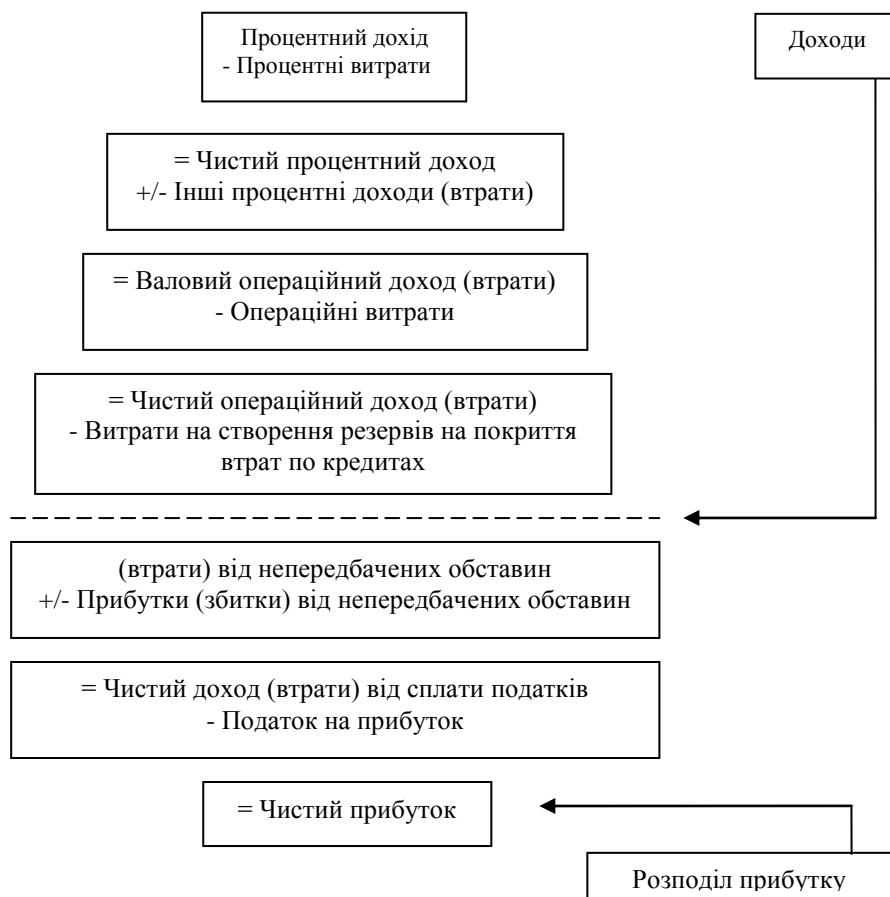 Процентний дохід
- Процентні витрати
Доходи
= Чистий процентний доход
+/- Інші процентні доходи (втрати)
= Валовий операційний доход (втрати)
- Операційні витрати
= Чистий операційний доход (втрати)
- Витрати на створення резервів на покриття
втрат по кредитах
(втрати) від непередбачених обставин
+/- Прибутки (збитки) від непередбачених обставин
= Чистий доход (втрати) від сплати податків
- Податок на прибуток
= Чистий прибуток
Розподіл прибутку